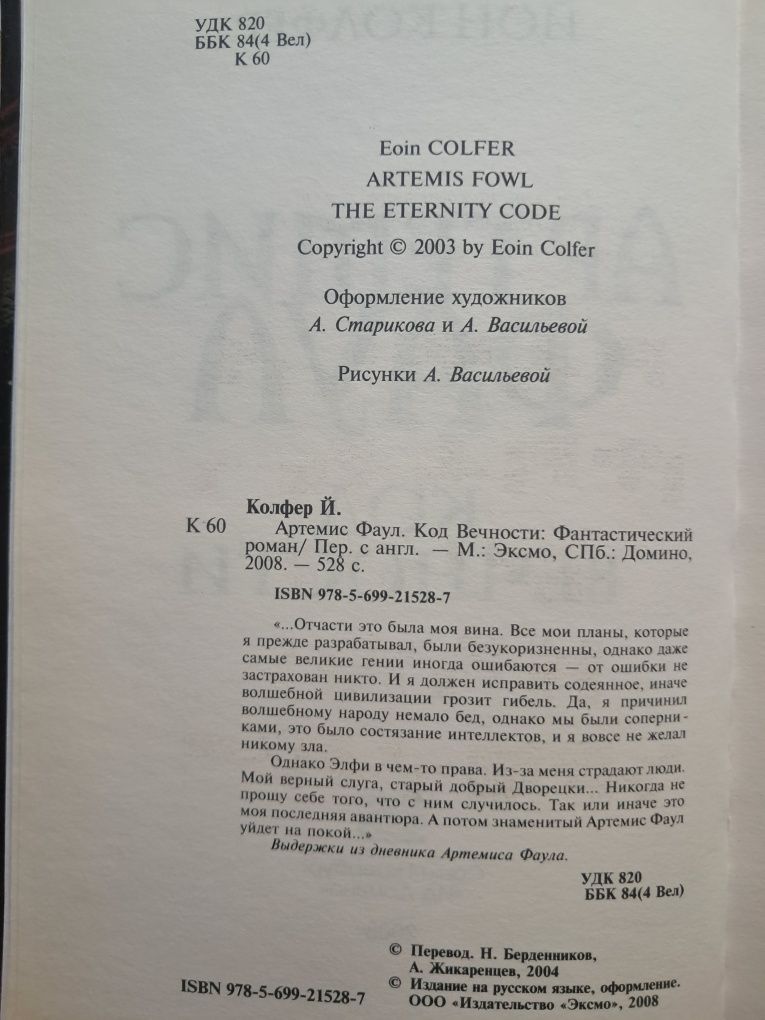 УДК 820
ББК 84(4 Вел)
К 60
Eoin COLFER
ARTEMIS FOWL
THE ETERNITY CODE
Copyright © 2003 by Eoin Colfer
Оформление художников
А. Старикова и А. Васильевой
Рисунки А. Васильевой
Колфер Й.
К 60 Артемис Фаул. Код Вечности: Фантастический
роман/ Пер. с англ. — М.: Эксмо, СПб.: Домино,
2008. — 528 с.
ISBN 978-5-699-21528-7
«...Отчасти это была моя вина. Все мои планы, которые
я прежде разрабатывал, были безукоризненны, однако даже
самые великие гении иногда ошибаются — от ошибки не
застрахован никто. И я должен исправить содеянное, иначе
волшебной цивилизации грозит гибель. Да, я причинил
волшебному народу немало бед, однако мы были соперни-
ками, это было состязание интеллектов, и я вовсе не желал
никому зла.
Однако Элфи в чем-то права. Из-за меня страдают люди.
Мой верный слуга, старый добрый Дворецки... Никогда не
прощу себе того, что с ним случилось. Так или иначе это
моя последняя авантюра. А потом знаменитый Артемис Фаул
уйдет на покой...»
Выдержки из дневника Артемиса Фаула.
УДК 820
ББК 84(4 Вел)
© Перевод. Н. Берденников,
А. Жикаренцев, 2004
© Издание на русском языке, оформление.
ООО «Издательство «Эксмо», 2008
ISBN 978-5-699-21528-7